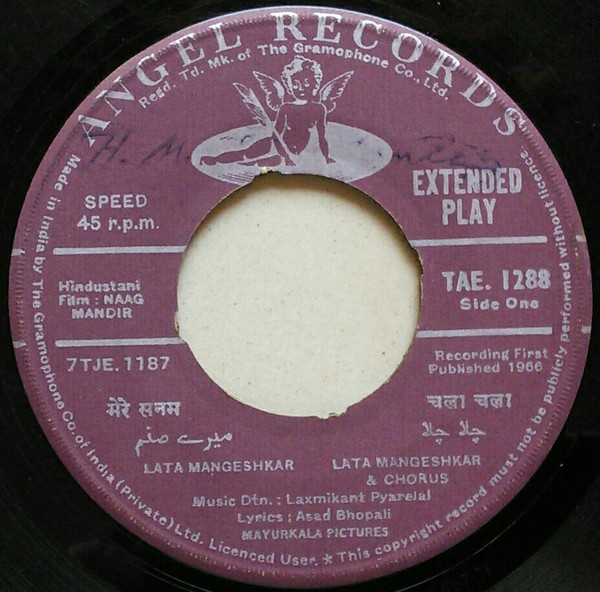 ANGEL RECORDS
Regd. Td. Mk. of The Gramophone Co., Ltd.
H. M.
SPEED
45 r.p.m.
EXTENDED
PLAY
Hindustani
Film : NAAG
MANDIR
TAE. 1288
Side One
7TJE. 1187
Recording First
Published 1966
मेरे सनम
میرے صنم
LATA MANGESHKAR
चला चला
چلا چلا
LATA MANGESHKAR
& CHORUS
Music Dtn. : Laxmikant Pyarelal
Lyrics ; Asad Bhopali
MAYURKALA PICTURES
Made in India by The Gramophone Co. of India (Private) Ltd. Licenced User. * This copyright record must not be publicly performed without licence.